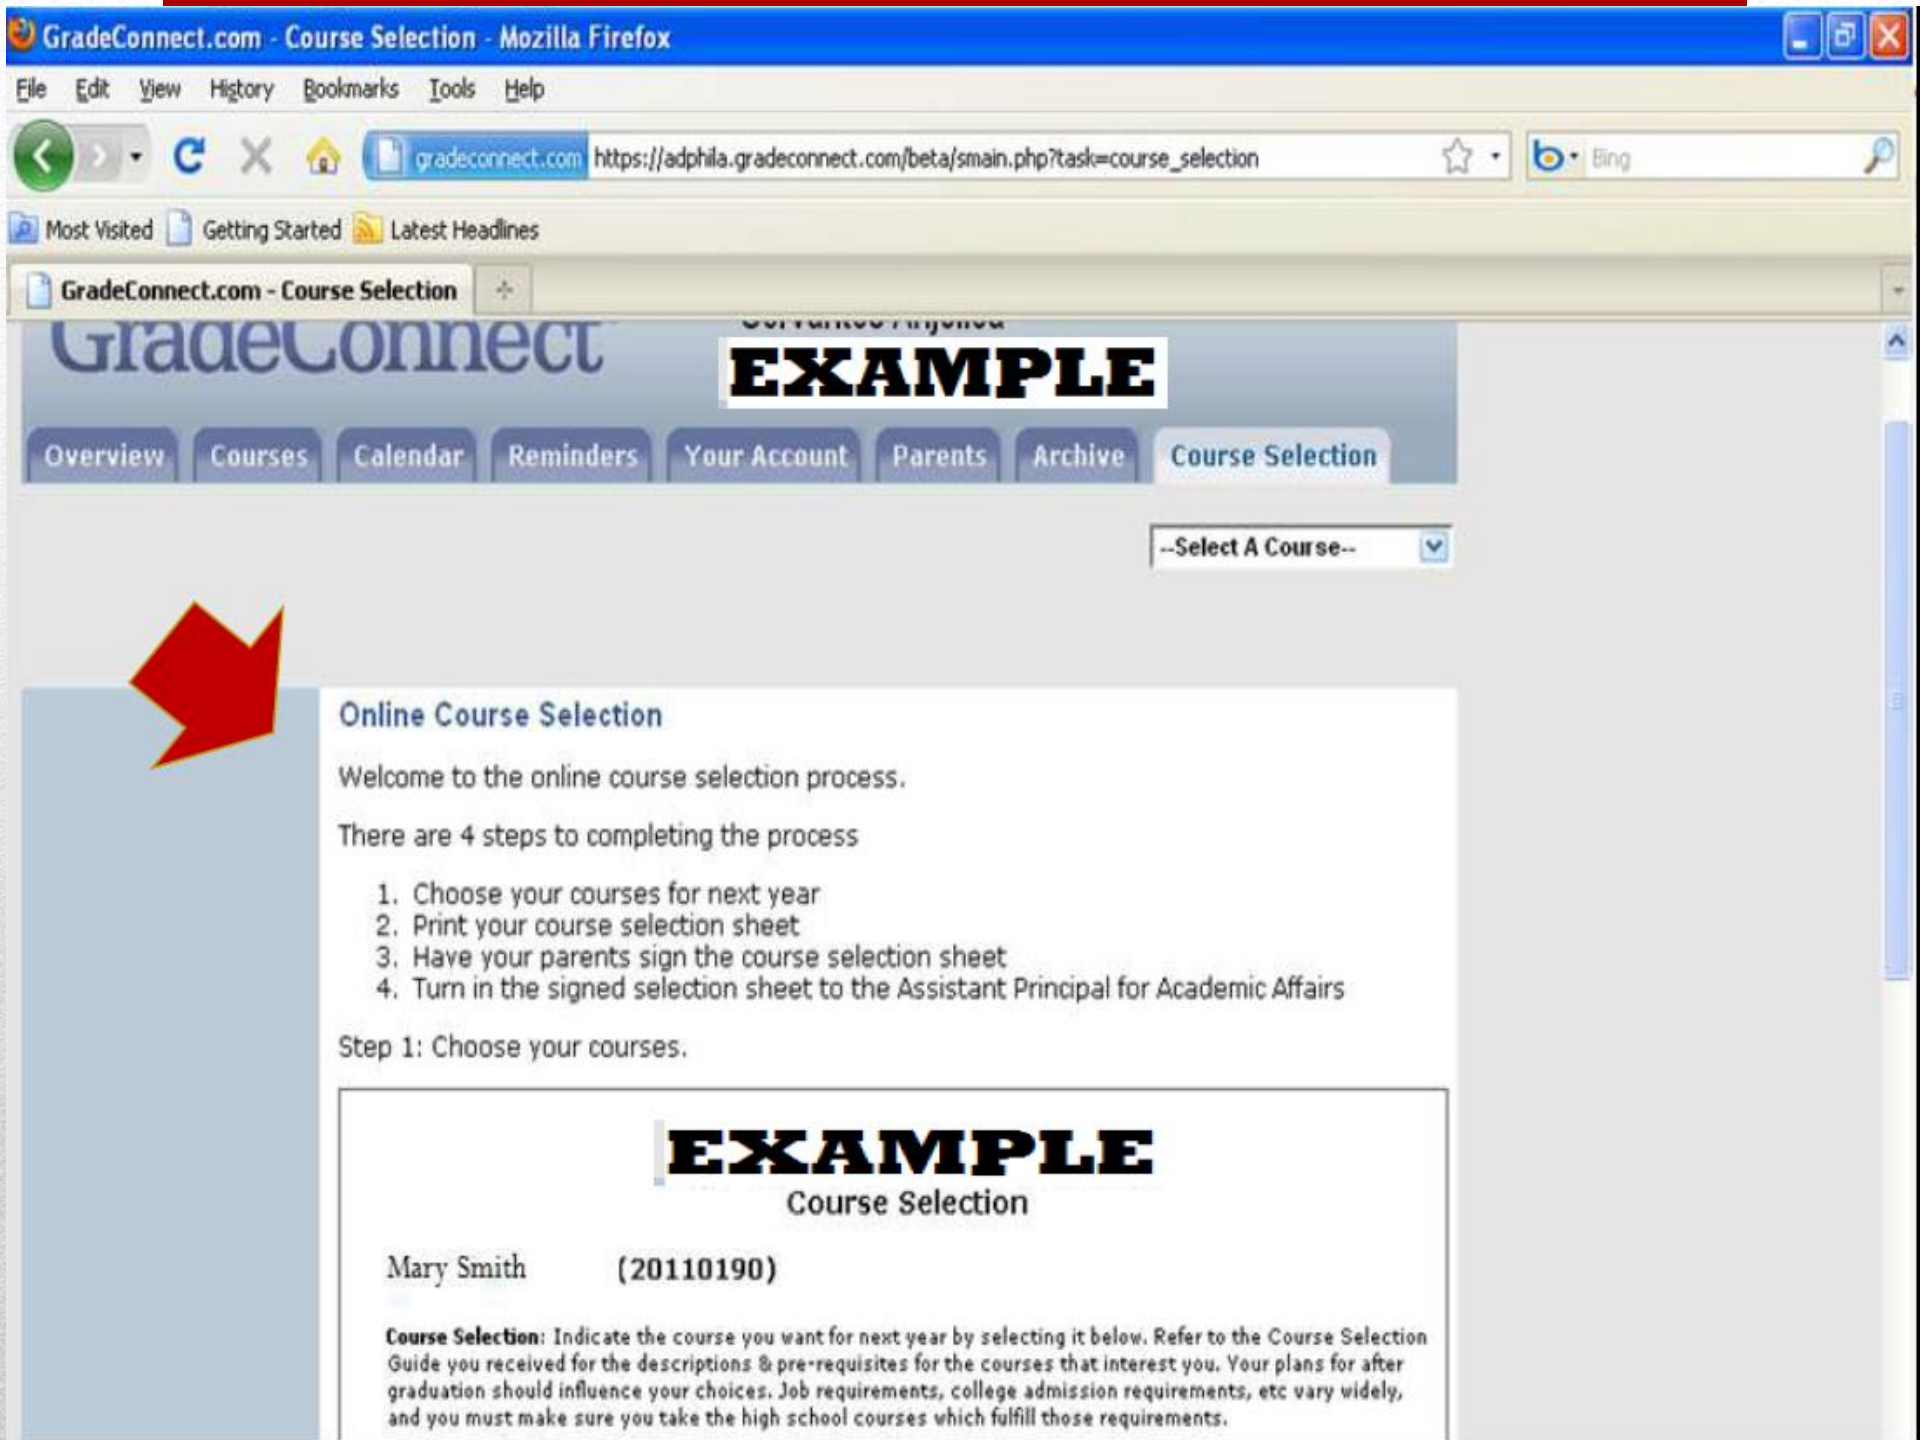 GradeConnect.com - Course Selection - Mozilla Firefox
File Edit View History Bookmarks Tools Help
gradeconnect.com https://adphila.gradeconnect.com/beta/smain.php?task=course_selection Bing
Most Visited Getting Started Latest Headlines
GradeConnect.com - Course Selection
GradeConnect
EXAMPLE
Overview Courses Calendar Reminders Your Account Parents Archive Course Selection
--Select A Course--
Online Course Selection
Welcome to the online course selection process.
There are 4 steps to completing the process
1. Choose your courses for next year
2. Print your course selection sheet
3. Have your parents sign the course selection sheet
4. Turn in the signed selection sheet to the Assistant Principal for Academic Affairs
Step 1: Choose your courses.
EXAMPLE
Course Selection
Mary Smith (20110190)
Course Selection: Indicate the course you want for next year by selecting it below. Refer to the Course Selection
Guide you received for the descriptions & pre-requisites for the courses that interest you. Your plans for after
graduation should influence your choices. Job requirements, college admission requirements, etc vary widely,
and you must make sure you take the high school courses which fulfill those requirements.